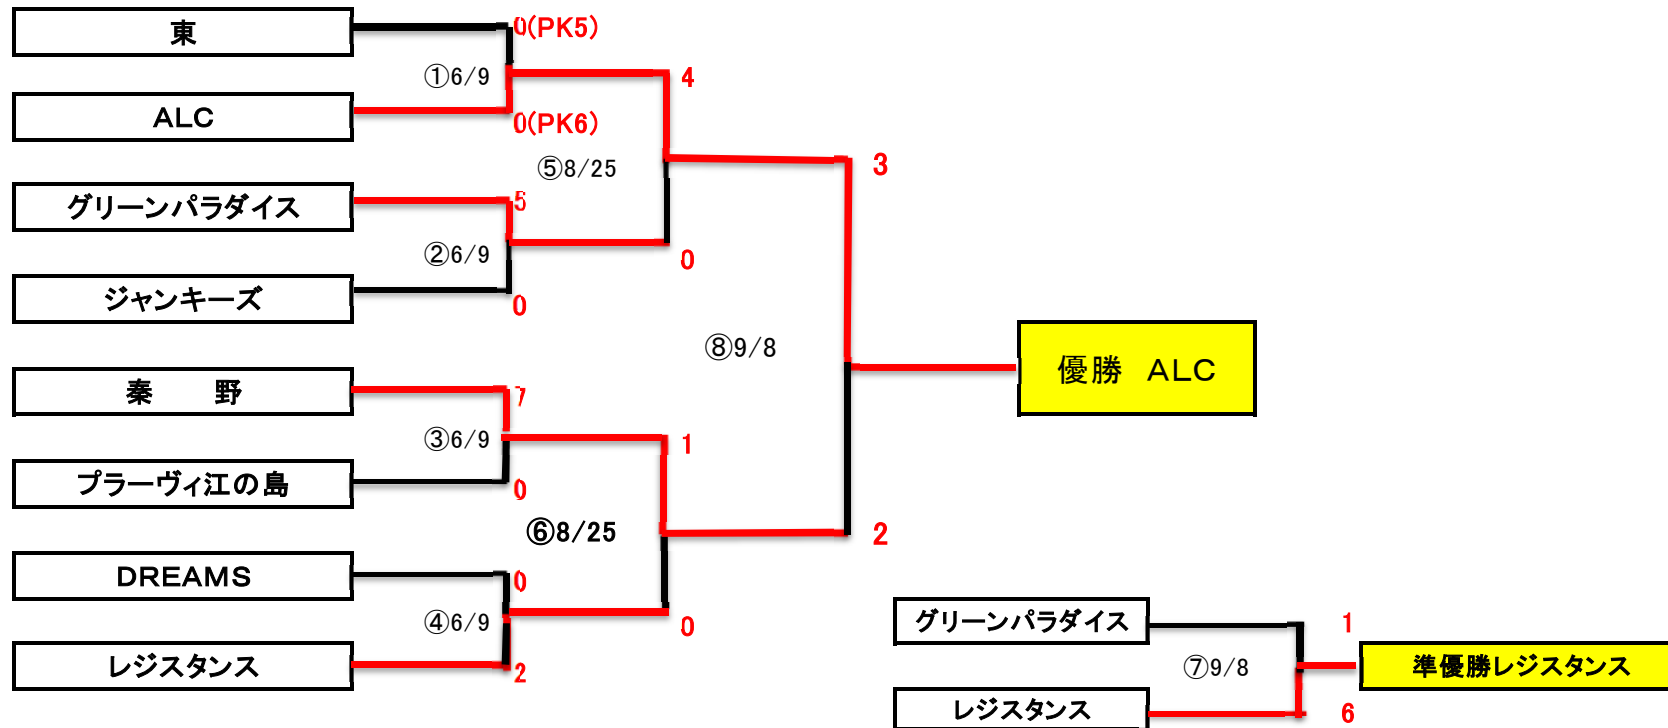 東
0(PK5)
①6/9
4
ALC
0(PK6)
3
⑤8/25
グリーンパラダイス
5
②6/9
0
ジャンキーズ
0
⑧9/8
優勝 ALC
秦 野
7
③6/9
1
プラーヴィ江の島
0
⑥8/25
2
DREAMS
0
④6/9
0
レジスタンス
2
グリーンパラダイス
1
⑦9/8
準優勝レジスタンス
レジスタンス
6